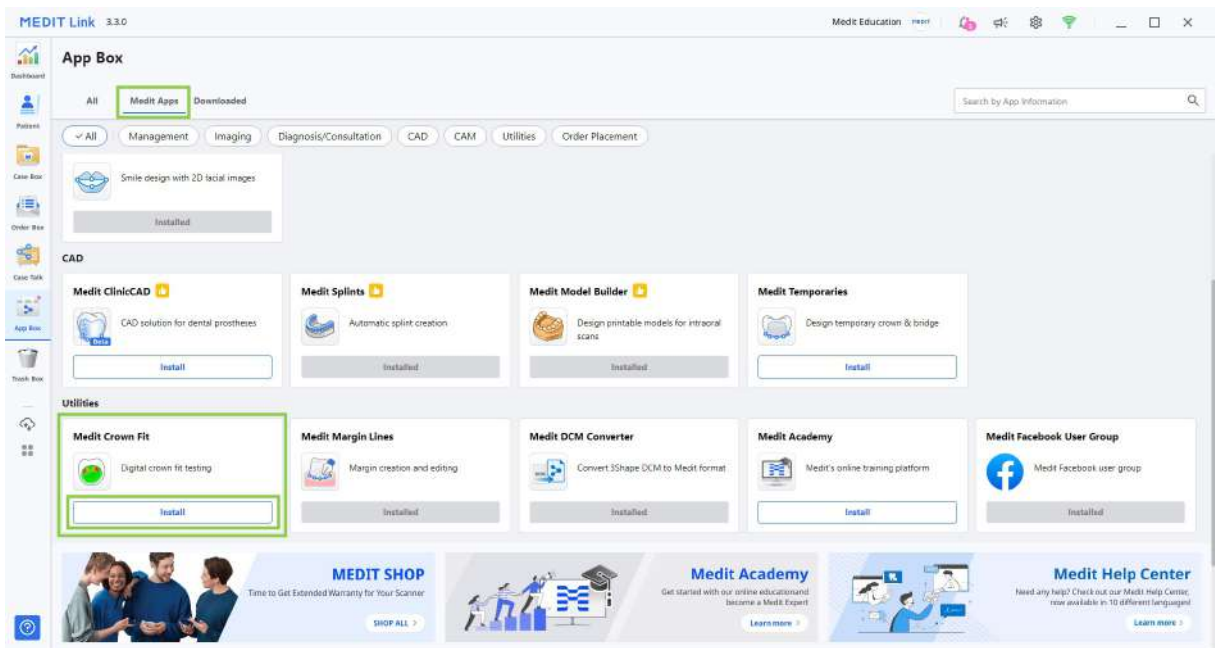 MEDIT Link 3.3.0
Medit Education medit
App Box
All Medit Apps Downloaded
Search by App Information
All Management Imaging Diagnosis/Consultation CAD CAM Utilities Order Placement
Dashboard
Patient
Case Box
Order Box
Case Talk
App Box
Trash Box
Smile design with 2D facial images
Installed
CAD
Medit ClinicCAD
CAD solution for dental prostheses
Beta
Install
Medit Splints
Automatic splint creation
Installed
Medit Model Builder
Design printable models for intraoral
scans
Installed
Medit Temporaries
Design temporary crown & bridge
Install
Utilities
Medit Crown Fit
Digital crown fit testing
Install
Medit Margin Lines
Margin creation and editing
Installed
Medit DCM Converter
Convert 3Shape DCM to Medit format
Installed
Medit Academy
Medit's online training platform
Install
Medit Facebook User Group
Medit Facebook user group
Installed
MEDIT SHOP
Time to Get Extended Warranty for Your Scanner
SHOP ALL >
Medit Academy
Get started with our online educationand
become a Medit Expert
Learn more >
Medit Help Center
Need any help? Check out our Medit Help Center,
now available in 10 different languages!
Learn more >